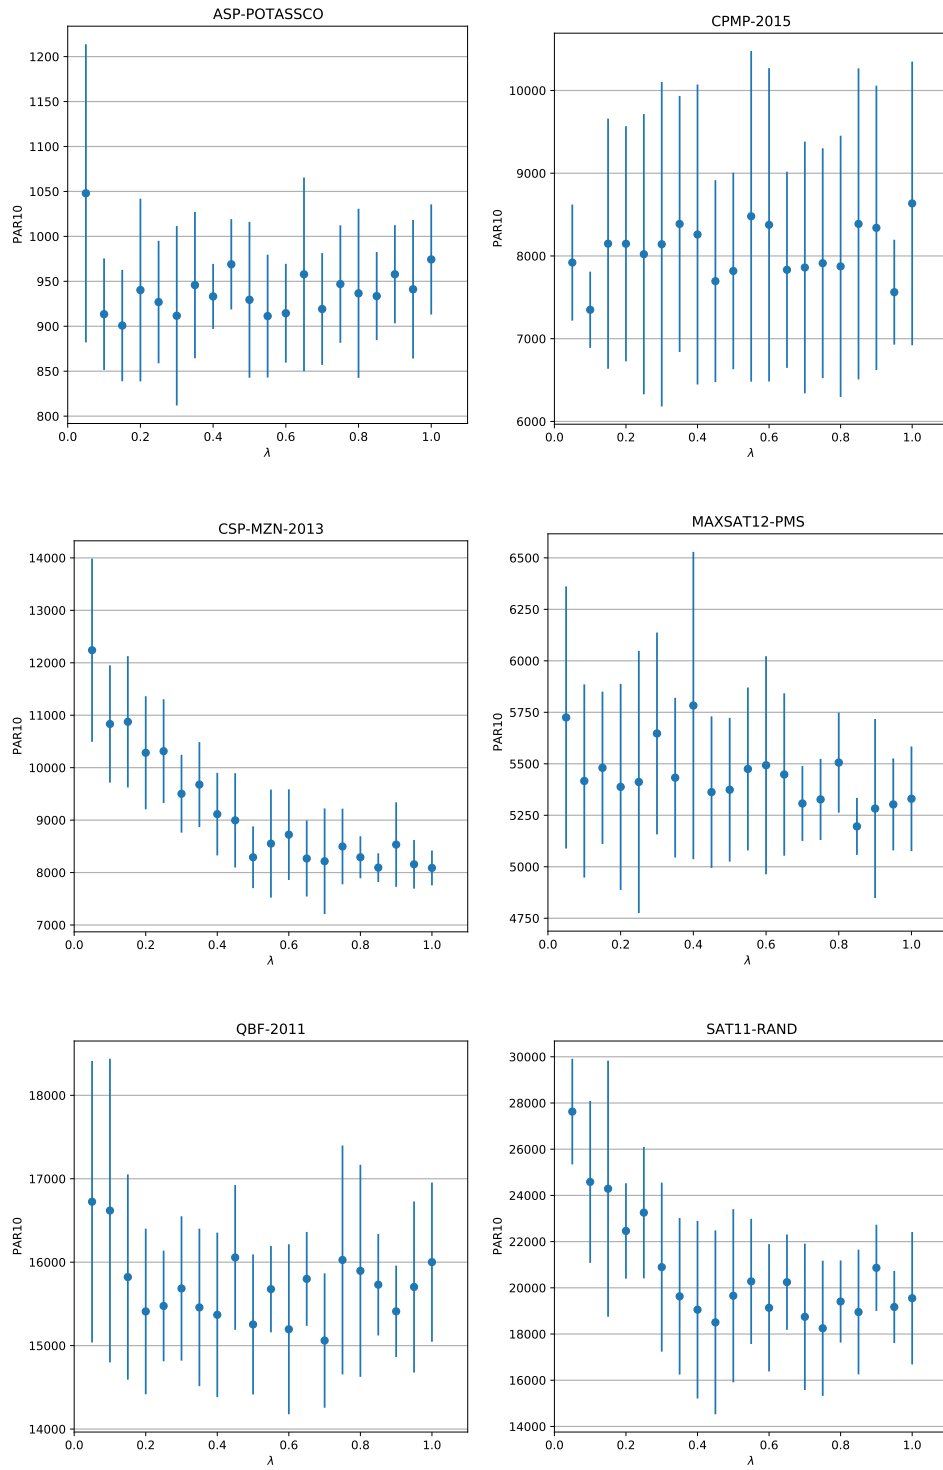 ASP-POTASSCO
PAR10
1200
1150
1100
1050
1000
950
900
850
800
0.0 0.2 0.4 0.6 0.8 1.0
λ
CPMP-2015
PAR10
10000
9000
8000
7000
6000
0.0 0.2 0.4 0.6 0.8 1.0
λ
CSP-MZN-2013
PAR10
14000
13000
12000
11000
10000
9000
8000
7000
0.0 0.2 0.4 0.6 0.8 1.0
λ
MAXSAT12-PMS
PAR10
6500
6250
6000
5750
5500
5250
5000
4750
0.0 0.2 0.4 0.6 0.8 1.0
λ
QBF-2011
PAR10
18000
17000
16000
15000
14000
0.0 0.2 0.4 0.6 0.8 1.0
λ
SAT11-RAND
PAR10
30000
28000
26000
24000
22000
20000
18000
16000
14000
0.0 0.2 0.4 0.6 0.8 1.0
λ